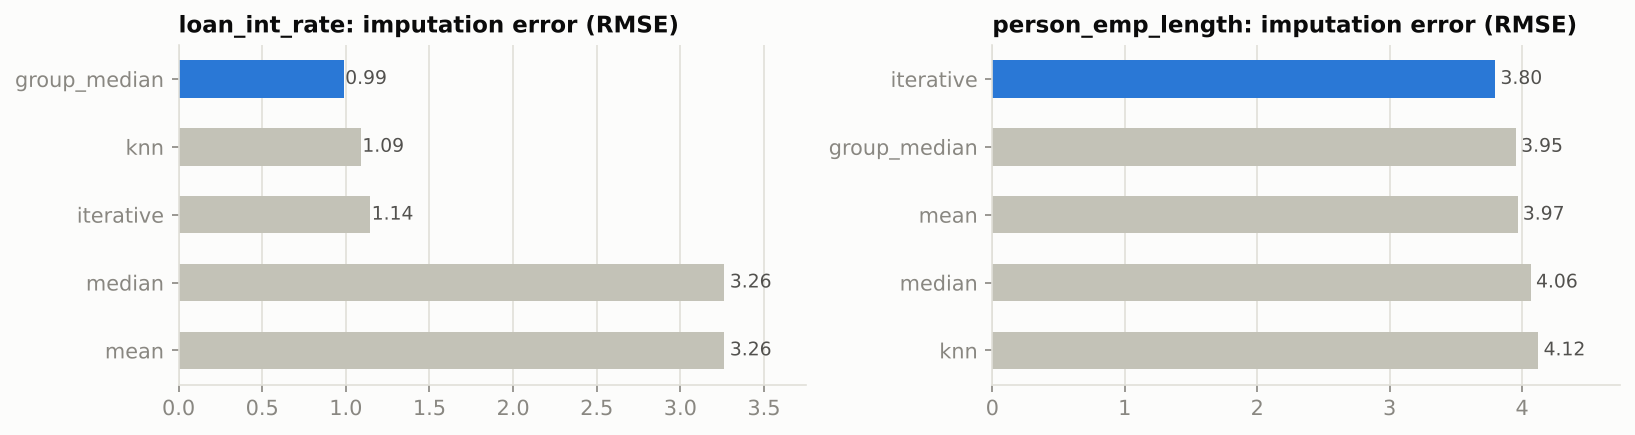 loan_int_rate: imputation error (RMSE)
group_median 0.99
knn 1.09
iterative 1.14
median 3.26
mean 3.26
0.0 0.5 1.0 1.5 2.0 2.5 3.0 3.5
person_emp_length: imputation error (RMSE)
iterative 3.80
group_median 3.95
mean 3.97
median 4.06
knn 4.12
0 1 2 3 4